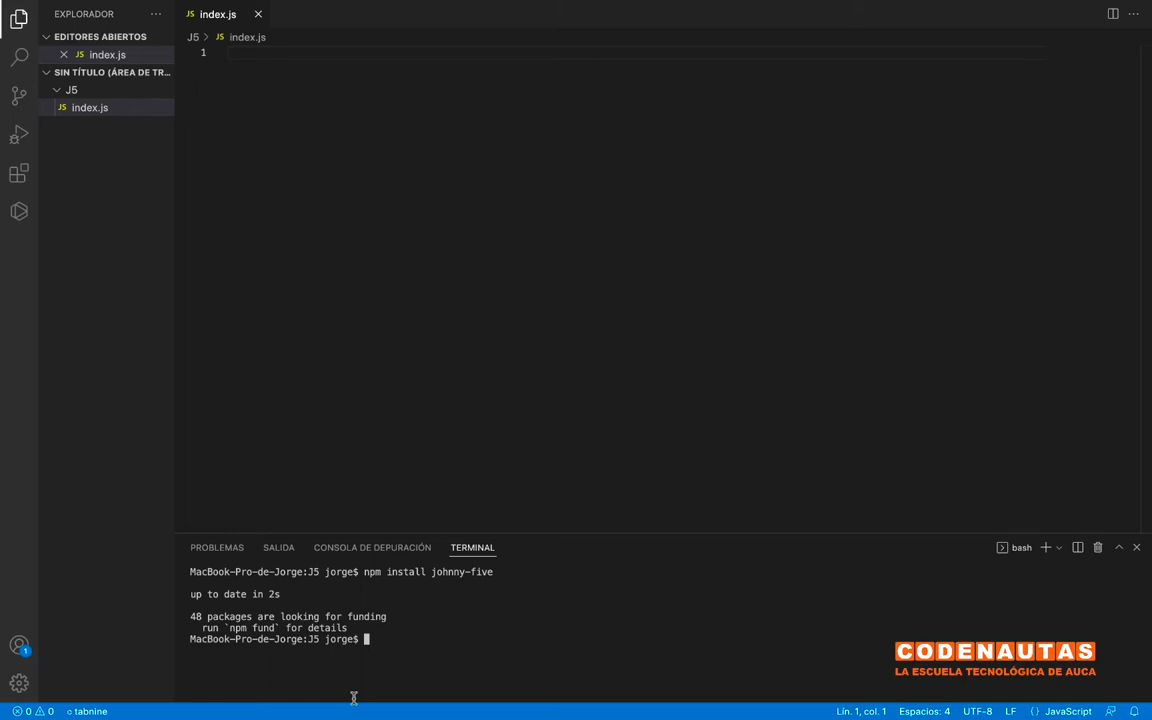 EXPLORADOR
EDITORES ABIERTOS
JS index.js
SIN TÍTULO (ÁREA DE TR...
J5
JS index.js
JS index.js
J5 > JS index.js
1
PROBLEMAS SALIDA CONSOLA DE DEPURACIÓN TERMINAL
bash
MacBook-Pro-de-Jorge:J5 jorge$ npm install johnny-five
up to date in 2s
48 packages are looking for funding
run `npm fund` for details
MacBook-Pro-de-Jorge:J5 jorge$
CODENAUTAS
LA ESCUELA TECNOLÓGICA DE AUCA
1
0 0 tabnine
Lín. 1, col. 1 Espacios: 4 UTF-8 LF {} JavaScript